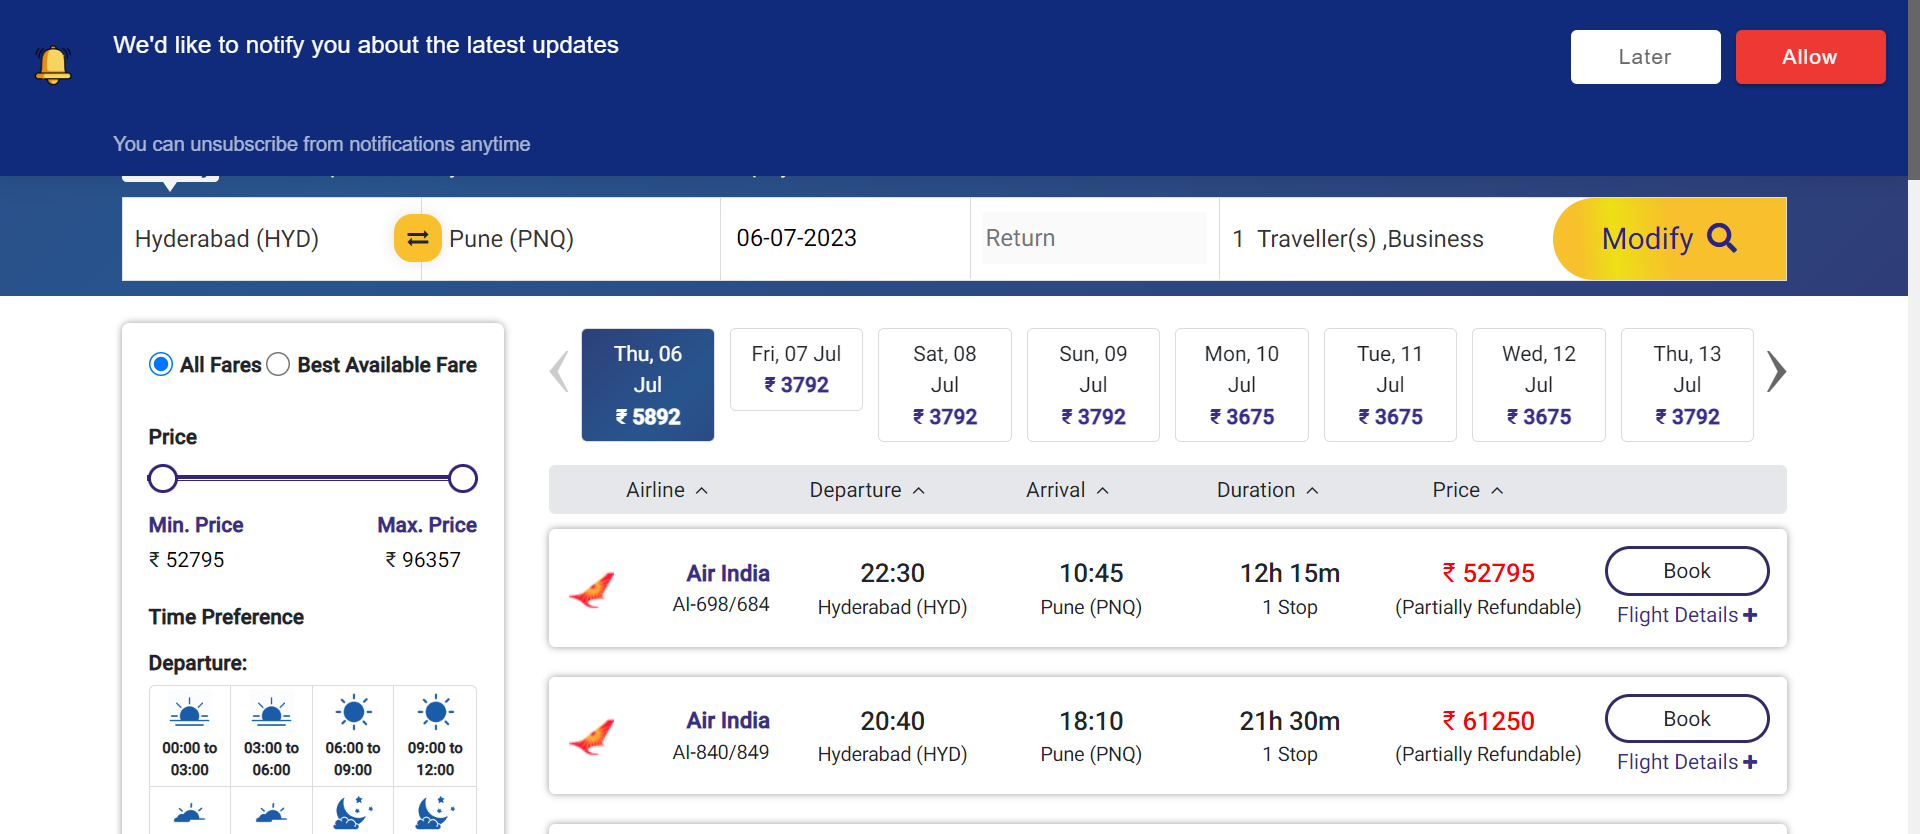 We'd like to notify you about the latest updates
Later
Allow
You can unsubscribe from notifications anytime
Hyderabad (HYD)
Pune (PNQ)
06-07-2023
Return
1 Traveller(s) ,Business
Modify
All Fares
Best Available Fare
Price
Min. Price
Max. Price
₹ 52795
₹ 96357
Time Preference
Departure:
00:00 to
03:00
03:00 to
06:00
06:00 to
09:00
09:00 to
12:00
Thu, 06
Jul
₹ 5892
Fri, 07 Jul
₹ 3792
Sat, 08
Jul
₹ 3792
Sun, 09
Jul
₹ 3792
Mon, 10
Jul
₹ 3675
Tue, 11
Jul
₹ 3675
Wed, 12
Jul
₹ 3675
Thu, 13
Jul
₹ 3792
Airline
Departure
Arrival
Duration
Price
Air India
AI-698/684
22:30
Hyderabad (HYD)
10:45
Pune (PNQ)
12h 15m
1 Stop
₹ 52795
(Partially Refundable)
Book
Flight Details +
Air India
AI-840/849
20:40
Hyderabad (HYD)
18:10
Pune (PNQ)
21h 30m
1 Stop
₹ 61250
(Partially Refundable)
Book
Flight Details +